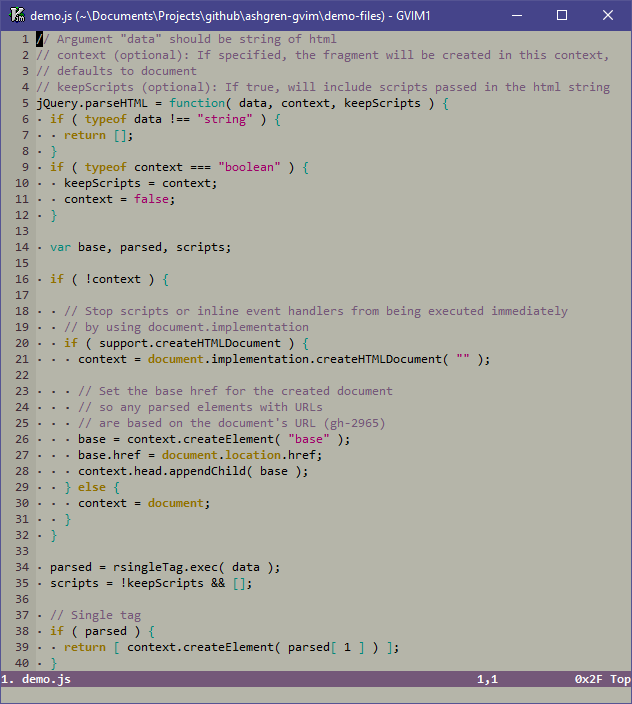 demo.js (~\Documents\Projects\github\ashgren-gvim\demo-files) - GVIM1
1 // Argument "data" should be string of html
2 // context (optional): If specified, the fragment will be created in this context,
3 // defaults to document
4 // keepScripts (optional): If true, will include scripts passed in the html string
5 jQuery.parseHTML = function( data, context, keepScripts ) {
6 · if ( typeof data !== "string" ) {
7 · · return [];
8 · }
9 · if ( typeof context === "boolean" ) {
10 · · keepScripts = context;
11 · · context = false;
12 · }
13
14 · var base, parsed, scripts;
15
16 · if ( !context ) {
17
18 · · // Stop scripts or inline event handlers from being executed immediately
19 · · // by using document.implementation
20 · · if ( support.createHTMLDocument ) {
21 · · · context = document.implementation.createHTMLDocument( "" );
22
23 · · · // Set the base href for the created document
24 · · · // so any parsed elements with URLs
25 · · · // are based on the document's URL (gh-2965)
26 · · · base = context.createElement( "base" );
27 · · · base.href = document.location.href;
28 · · · context.head.appendChild( base );
29 · · } else {
30 · · · context = document;
31 · · }
32 · }
33
34 · parsed = rsingleTag.exec( data );
35 · scripts = !keepScripts && [];
36
37 · // Single tag
38 · if ( parsed ) {
39 · · return [ context.createElement( parsed[ 1 ] ) ];
40 · }
1. demo.js 1,1 0x2F Top